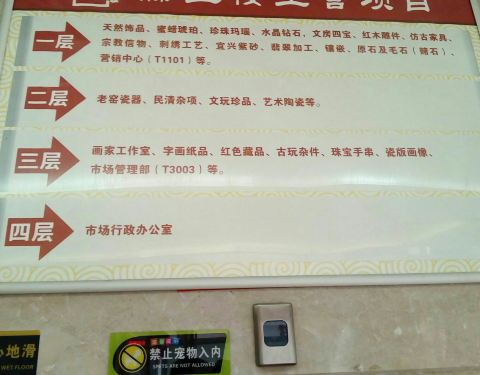 主营项目
一层
天然饰品、蜜蜡琥珀、珍珠玛瑙、水晶钻石，文房四宝、红木雕件、仿古家具、
宗教信物、刺绣工艺、宜兴紫砂、翡翠加工、镶嵌、原石及毛石（赌石）、
营销中心（T1101）等。
二层
老窑瓷器、民清杂项、文玩珍品、艺术陶瓷等。
三层
画家工作室、字画纸品、红色藏品、古玩杂件、珠宝手串、瓷版画像、
市场管理部（T3003）等。
四层
市场行政办公室
心地滑
WET FLOOR
禁止宠物入内
PETS ARE NOT ALLOWED